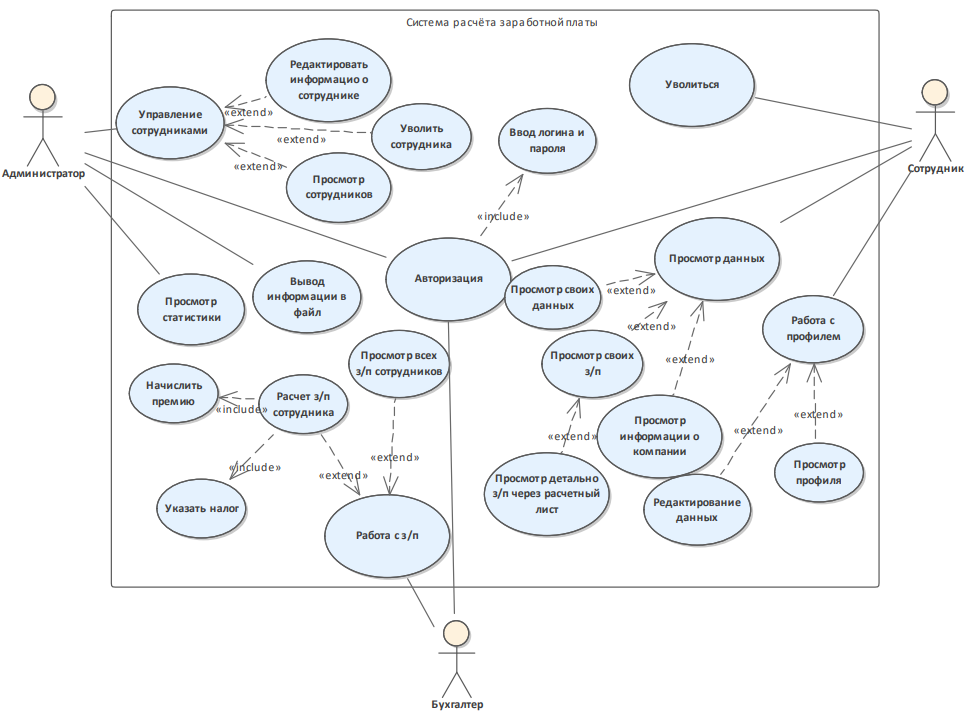 Система расчёта заработной платы
Редактировать
информацио о
сотруднике
Уволиться
Управление
сотрудниками
«extend»
Уволить
сотрудника
«extend»
Ввод логина и
пароля
«extend»
Просмотр
сотрудников
Администратор
Сотрудник
«include»
Авторизация
Просмотр данных
Просмотр
статистики
Вывод
информации в
файл
Просмотр своих
данных
«extend»
Работа с
профилем
«extend»
Просмотр всех
з/п сотрудников
Просмотр своих
з/п
«extend»
Начислить
премию
«include»
Расчет з/п
сотрудника
«extend»
«extend»
«extend»
Просмотр
информации о
компании
«include»
«extend»
«extend»
Просмотр детально
з/п через расчетный
лист
Просмотр
профиля
Указать налог
Редактирование
данных
Работа с з/п
Бухгалтер